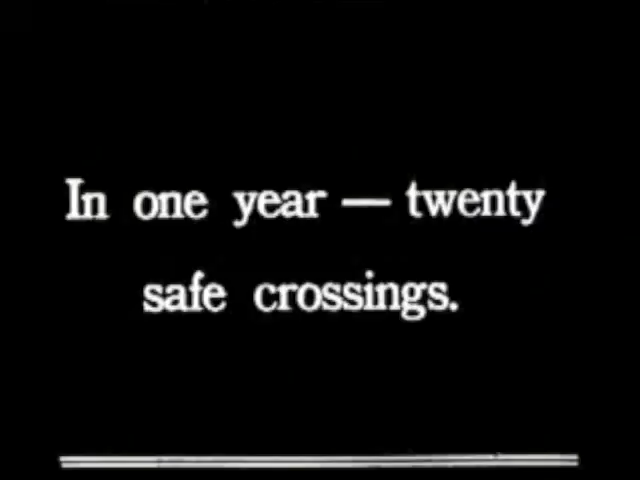 In one year — twenty
safe crossings.